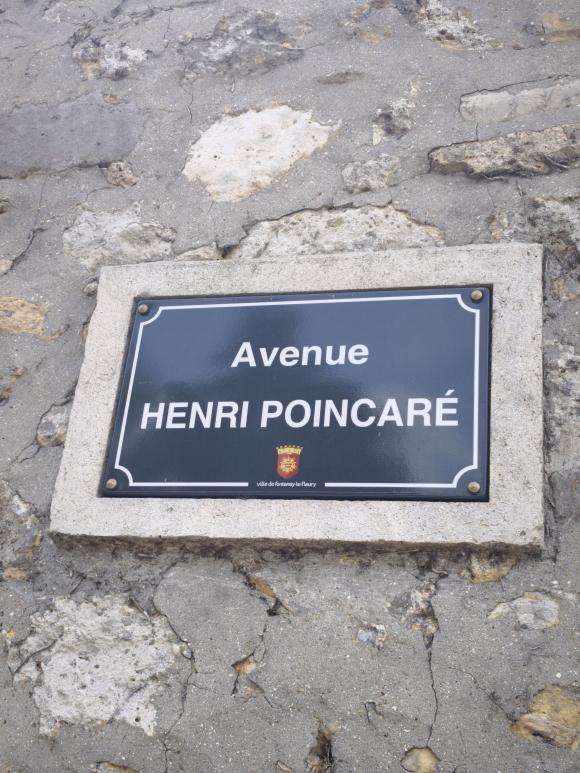 Avenue
HENRI POINCARÉ
ville de fontenay-le-fleury